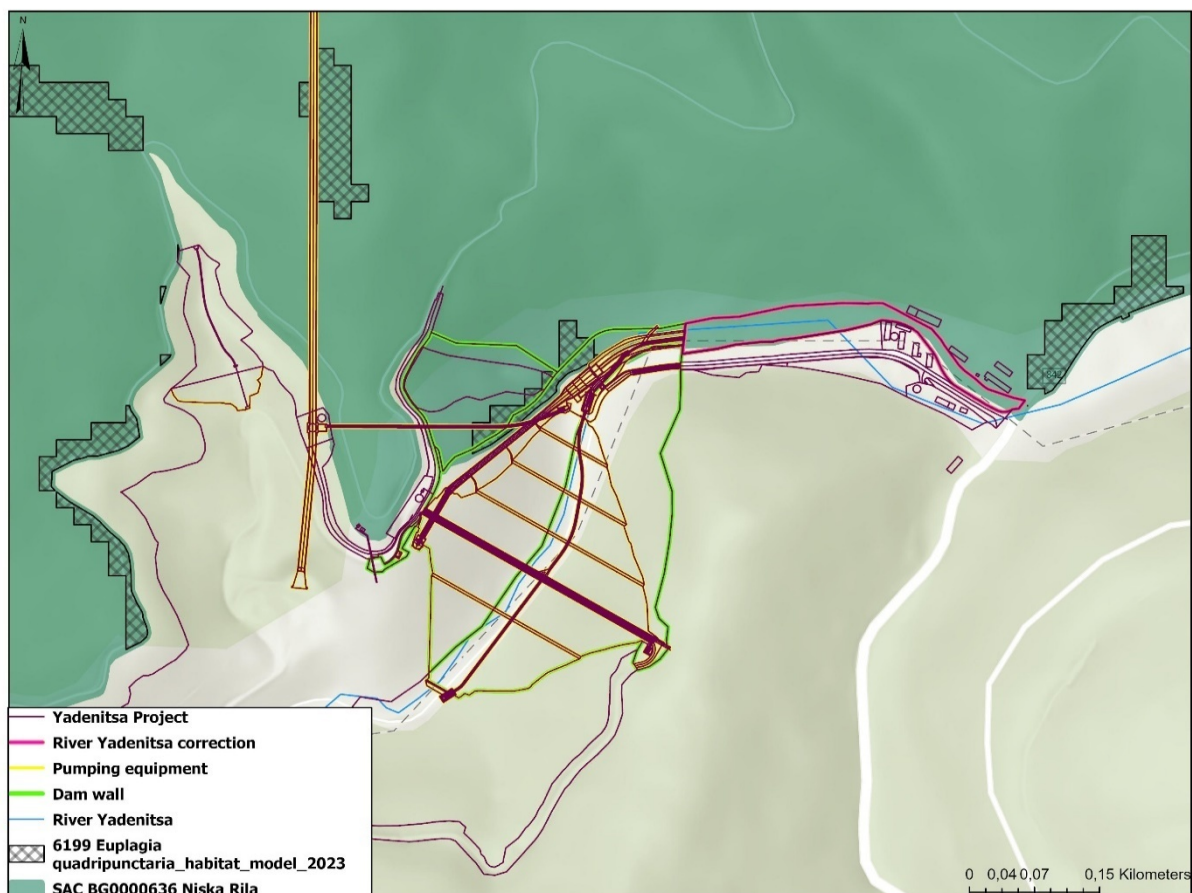 N
Yadenitsa Project
River Yadenitsa correction
Pumping equipment
Dam wall
River Yadenitsa
6199 Euplagia
quadripunctaria_habitat_model_2023
SAC BG0000636 Niska Rila
0 0,04 0,07 0,15 Kilometers